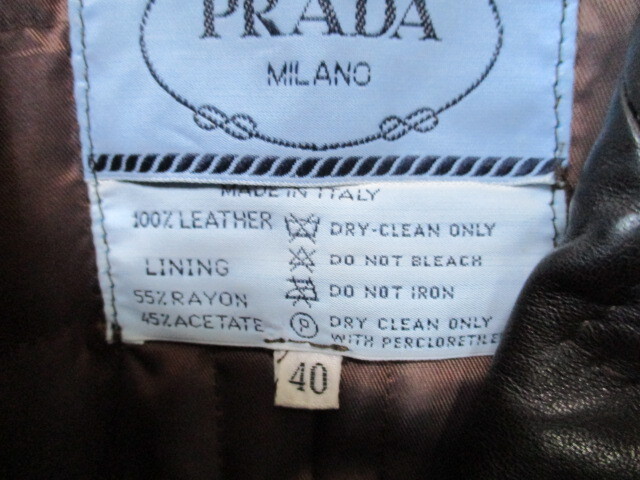 PRADA
MILANO
MADE IN ITALY
100% LEATHER DRY-CLEAN ONLY
DO NOT BLEACH
LINING
55% RAYON DO NOT IRON
45% ACETATE P DRY CLEAN ONLY
WITH PERCLORETILE
40